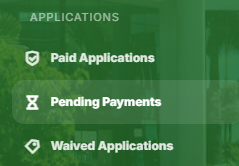 APPLICATIONS
Paid Applications
Pending Payments
Waived Applications